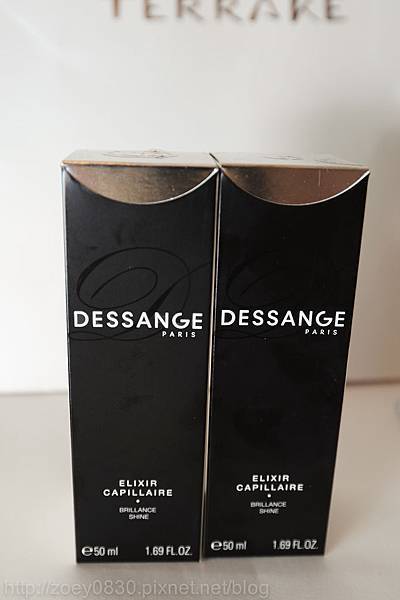 TERRAKE
DESSANGE
PARIS
ELIXIR
CAPILLAIRE
BRILLANCE
SHINE
℮50 ml 1.69 FL.OZ.
DESSANGE
PARIS
ELIXIR
CAPILLAIRE
BRILLANCE
SHINE
℮50 ml 1.69 FL.OZ.
http://zoey0830.pixnet.net/blog